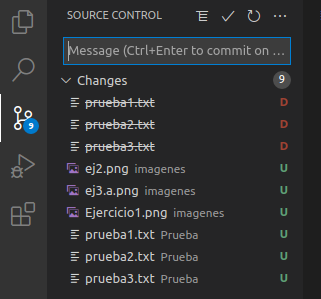 SOURCE CONTROL
Message (Ctrl+Enter to commit on ...
Changes 9
prueba1.txt D
prueba2.txt D
prueba3.txt D
9
ej2.png imagenes U
ej3.a.png imagenes U
Ejercicio1.png imagenes U
prueba1.txt Prueba U
prueba2.txt Prueba U
prueba3.txt Prueba U